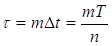 τ = mΔt = mT/n